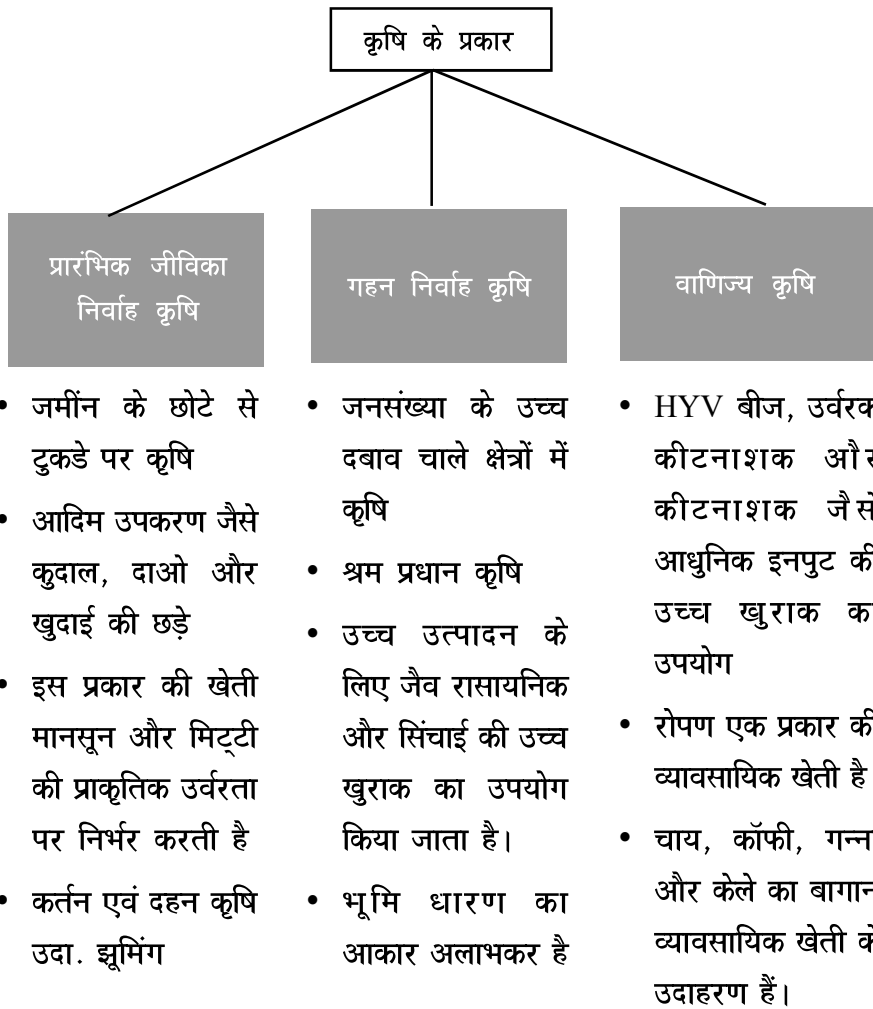 कृषि के प्रकार
प्रारंभिक जीविका
निर्वाह कृषि
• जमींन के छोटे से
टुकडे पर कृषि
• आदिम उपकरण जैसे
कुदाल, दाओ और
खुदाई की छड़े
• इस प्रकार की खेती
मानसून और मिट्टी
की प्राकृतिक उर्वरता
पर निर्भर करती है
• कर्तन एवं दहन कृषि
उदा. झूमिंग
गहन निर्वाह कृषि
• जनसंख्या के उच्च
दबाव चाले क्षेत्रों में
कृषि
• श्रम प्रधान कृषि
• उच्च उत्पादन के
लिए जैव रासायनिक
और सिंचाई की उच्च
खुराक का उपयोग
किया जाता है।
• भूमि धारण का
आकार अलाभकर है
वाणिज्य कृषि
• HYV बीज, उर्वरक
कीटनाशक और
कीटनाशक जैसे
आधुनिक इनपुट की
उच्च खुराक का
उपयोग
• रोपण एक प्रकार की
व्यावसायिक खेती है
• चाय, कॉफी, गन्न
और केले का बागान
व्यावसायिक खेती के
उदाहरण हैं।